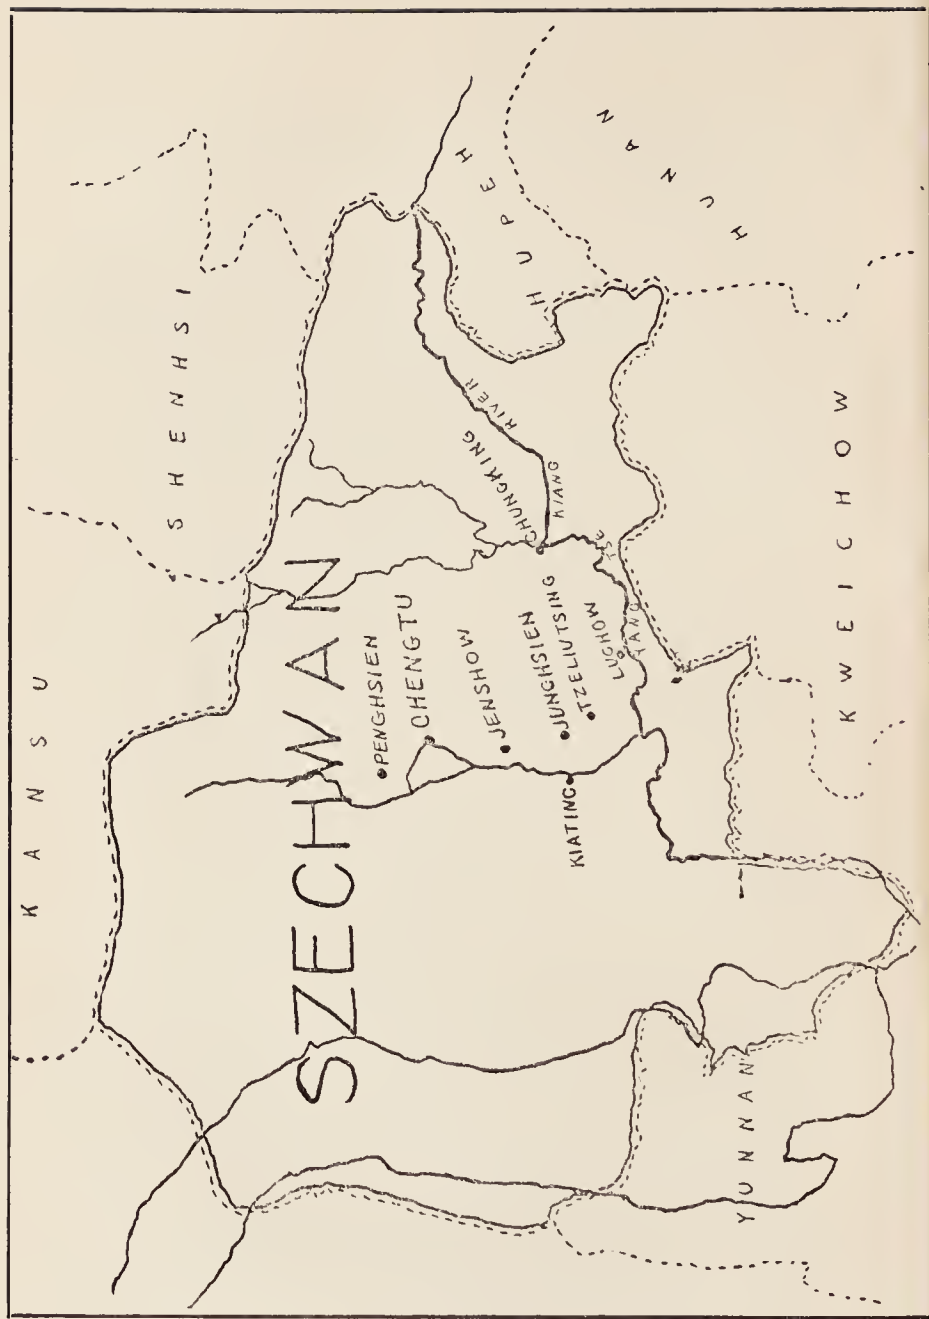 KANSU
SHENHSI
SZECHWAN
PENGHSIEN
CHENGTU
JENSHOW
CHUNGKING
HUPEH
JUNGHSIEN
KIATING
TZELIUTSING
LUCHOW
YANG TSE KIANG RIVER
HUNAN
YUNNAN
KWEICHOW